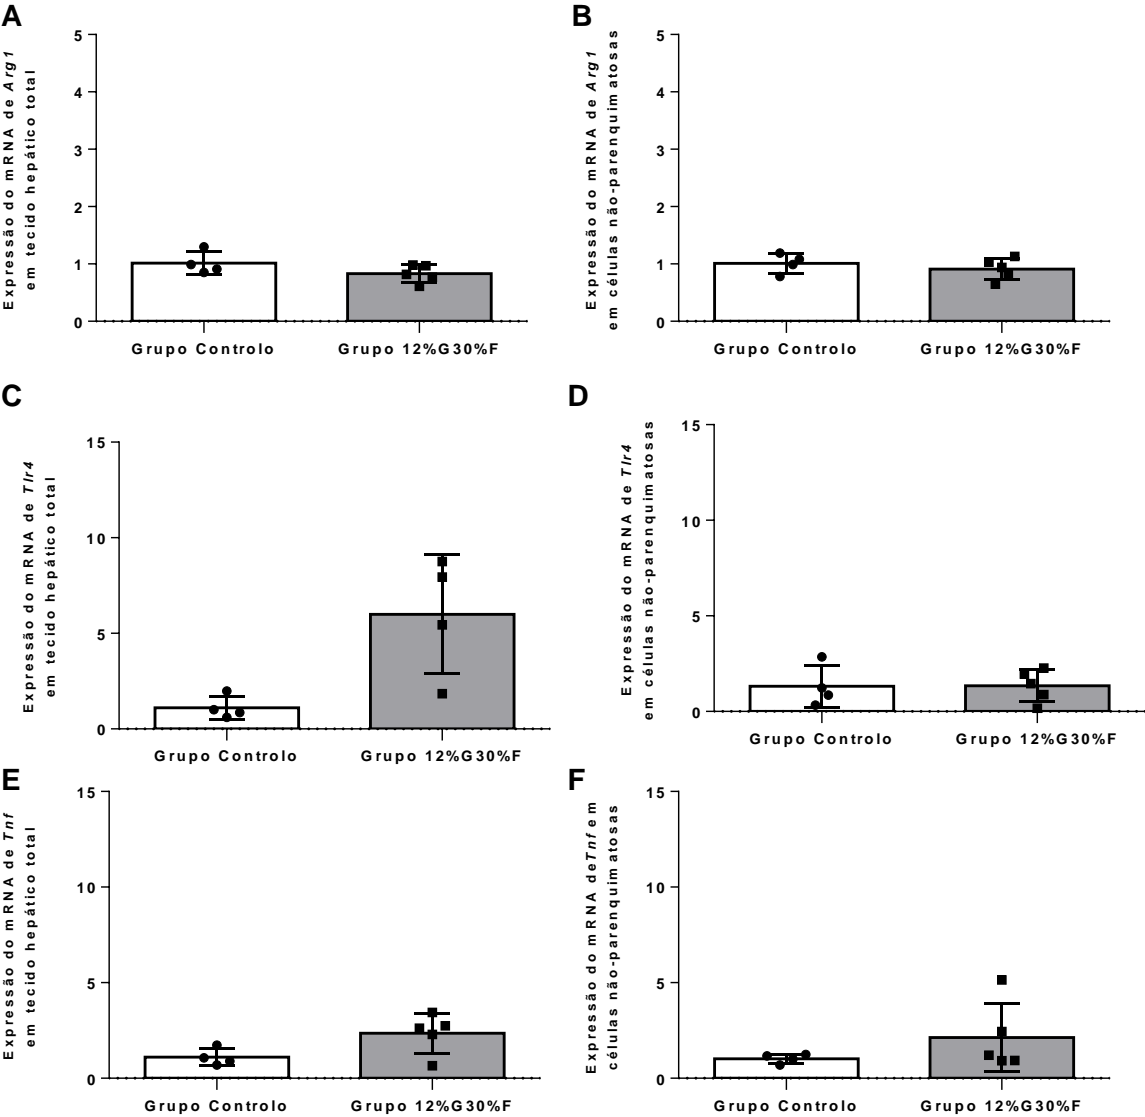 A
Expressão do mRNA de Arg1
em tecido hepático total
5
4
3
2
1
0
Grupo Controlo
Grupo 12%G30%F
B
Expressão do mRNA de Arg1
em células não-parenquimatosas
5
4
3
2
1
0
Grupo Controlo
Grupo 12%G30%F
C
Expressão do mRNA de Tlr4
em tecido hepático total
15
10
5
0
Grupo Controlo
Grupo 12%G30%F
D
Expressão do mRNA de Tlr4
em células não-parenquimatosas
15
10
5
0
Grupo Controlo
Grupo 12%G30%F
E
Expressão do mRNA de Tnf
em tecido hepático total
15
10
5
0
Grupo Controlo
Grupo 12%G30%F
F
Expressão do mRNA deTnf em
células não-parenquimatosas
15
10
5
0
Grupo Controlo
Grupo 12%G30%F